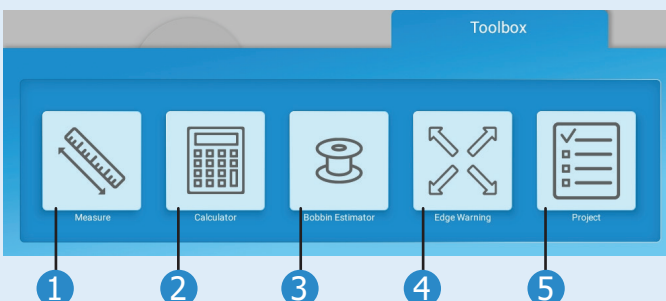 Toolbox
Measure Calculator Bobbin Estimator Edge Warning Project
1 2 3 4 5